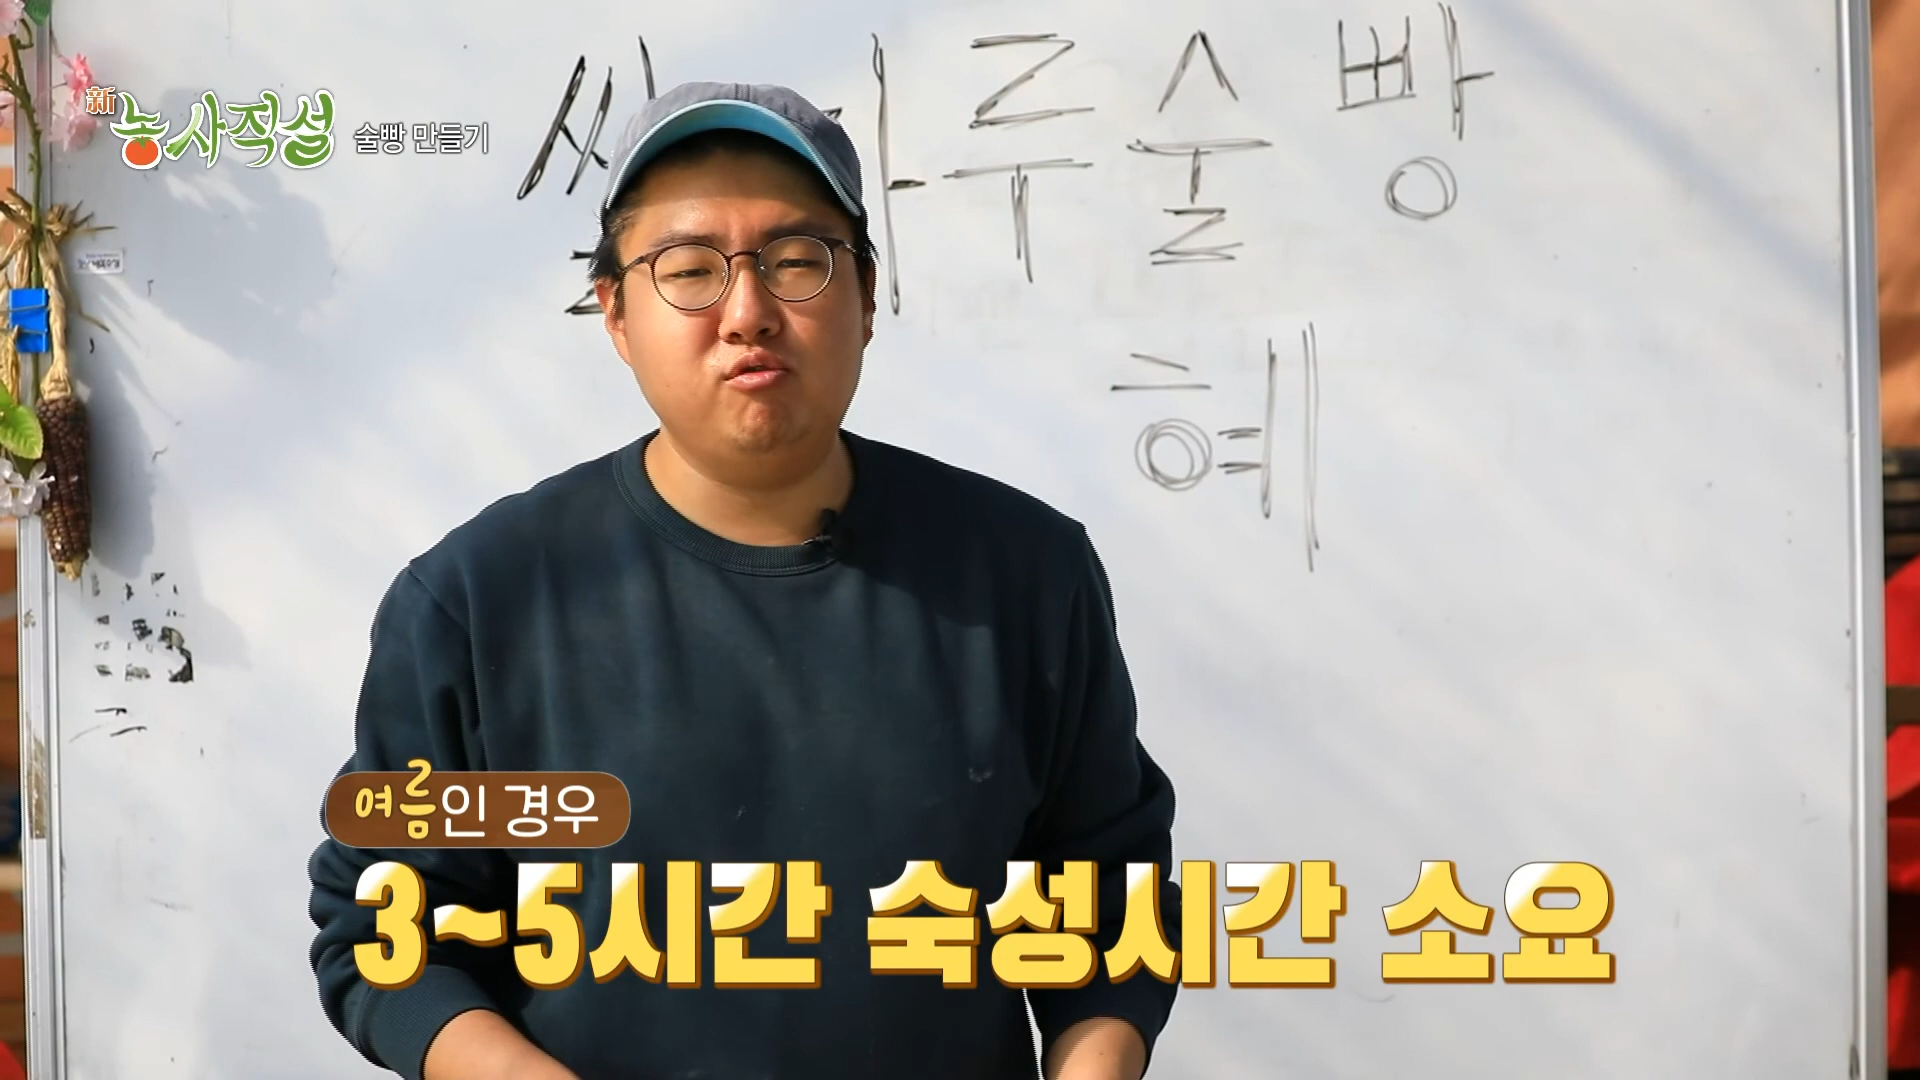 新 농사직설 술빵 만들기
주 술 빵
혜
여름인 경우
3~5시간 숙성시간 소요